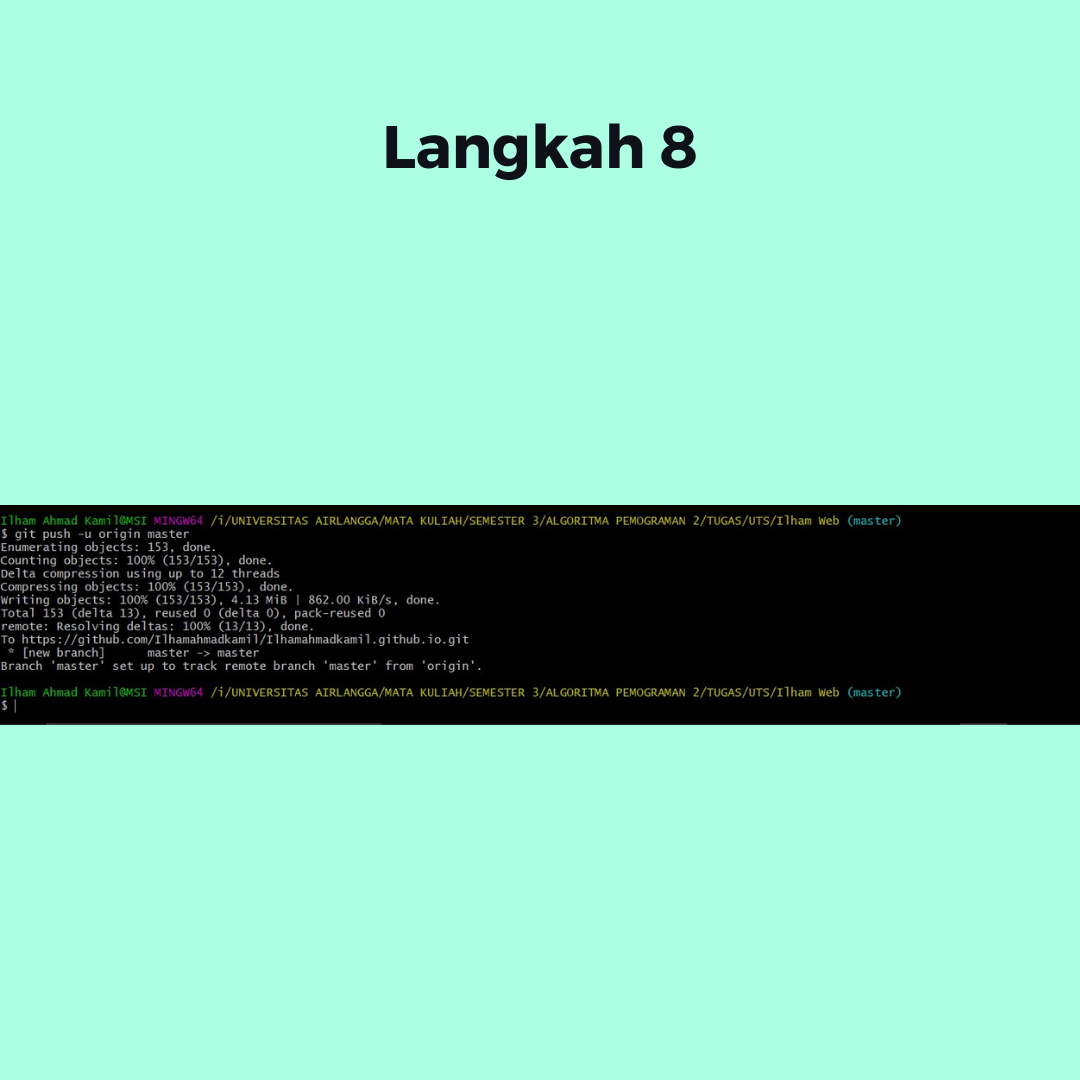 Langkah 8
Ilham Ahmad Kamil@MSI MINGW64 /i/UNIVERSITAS AIRLANGGA/MATA KULIAH/SEMESTER 3/ALGORITMA PEMOGRAMAN 2/TUGAS/UTS/Ilham Web (master)
$ git push -u origin master
Enumerating objects: 153, done.
Counting objects: 100% (153/153), done.
Delta compression using up to 12 threads
Compressing objects: 100% (153/153), done.
Writing objects: 100% (153/153), 4.13 MiB | 862.00 KiB/s, done.
Total 153 (delta 13), reused 0 (delta 0), pack-reused 0
remote: Resolving deltas: 100% (13/13), done.
To https://github.com/Ilhamahmadkamil/Ilhamahmadkamil.github.io.git
 * [new branch]      master -> master
Branch 'master' set up to track remote branch 'master' from 'origin'.
Ilham Ahmad Kamil@MSI MINGW64 /i/UNIVERSITAS AIRLANGGA/MATA KULIAH/SEMESTER 3/ALGORITMA PEMOGRAMAN 2/TUGAS/UTS/Ilham Web (master)
$